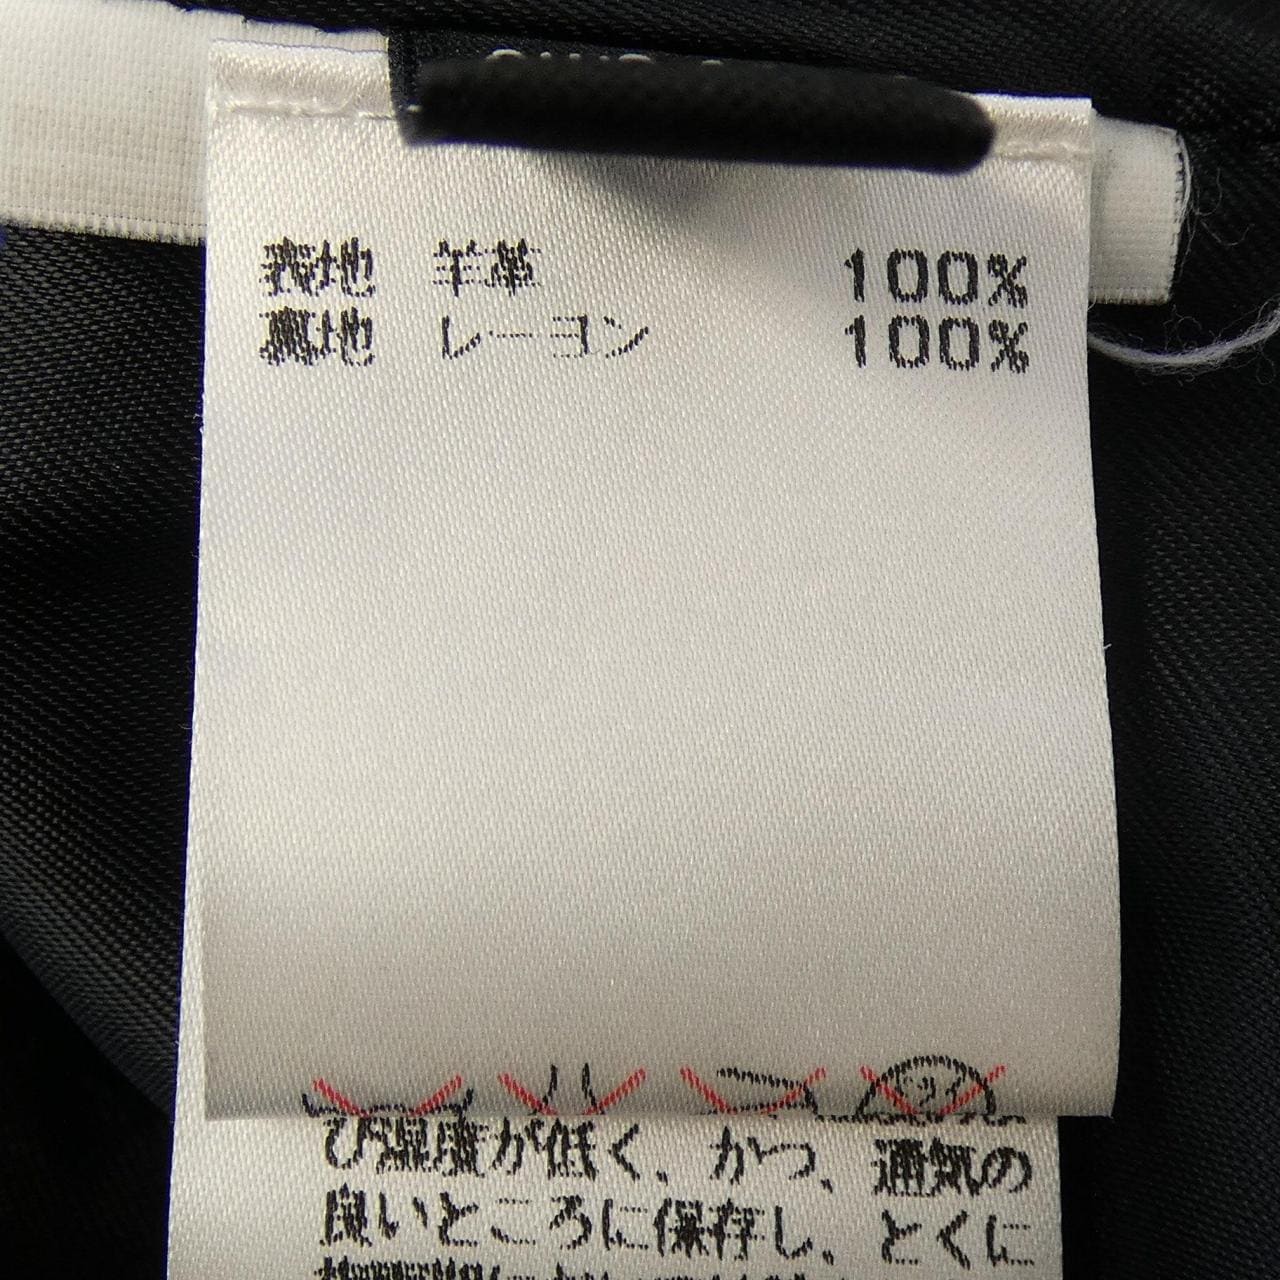 表地 羊革 100%
裏地 レーヨン 100%
び湿度が低く、かつ、通気の
良いところに保存し、とくに